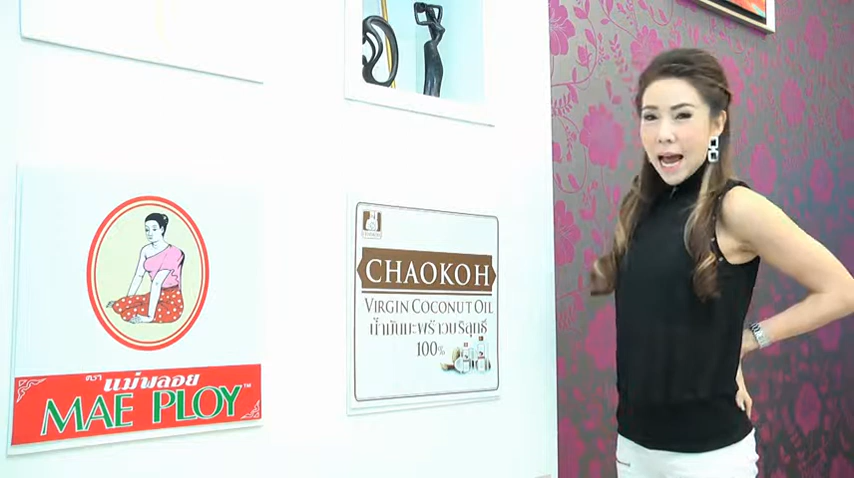 ตรา แม่พลอย
MAE PLOY™
CHAOKOH
VIRGIN COCONUT OIL
น้ำมันมะพร้าวบริสุทธิ์
100%